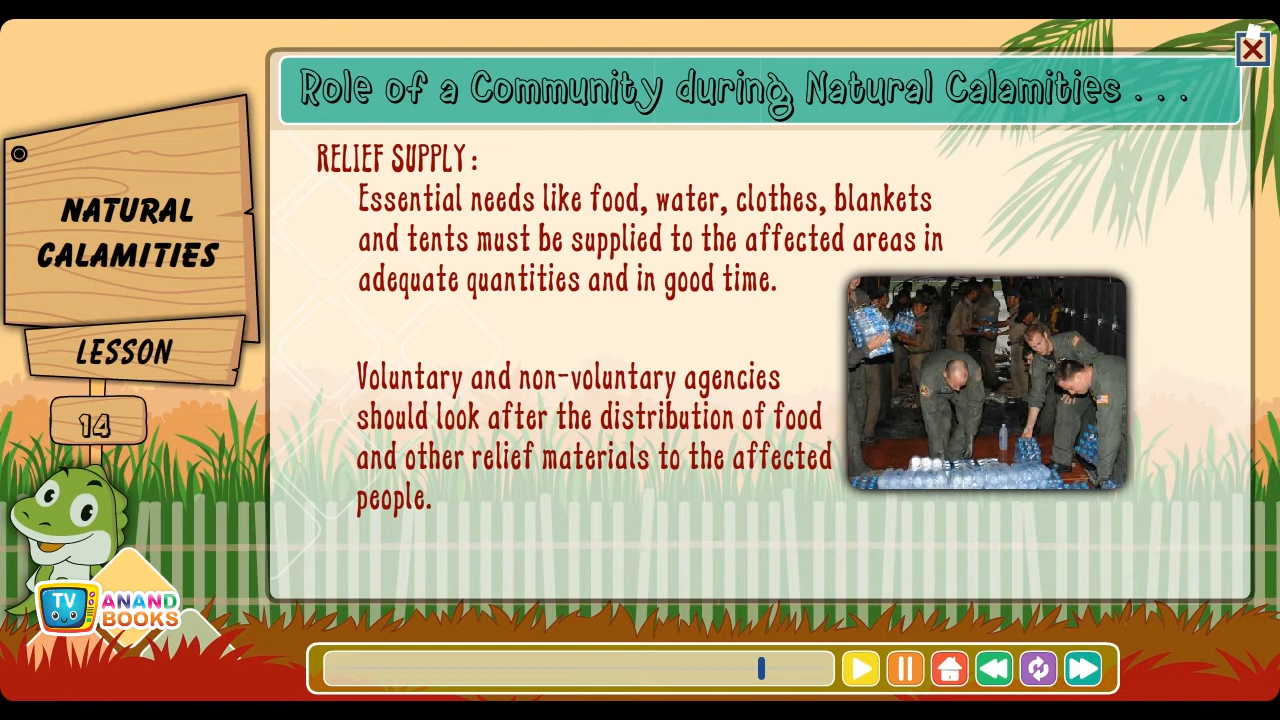 Role of a Community during Natural Calamities . . .
RELIEF SUPPLY:
Essential needs like food, water, clothes, blankets
and tents must be supplied to the affected areas in
adequate quantities and in good time.
Voluntary and non-voluntary agencies
should look after the distribution of food
and other relief materials to the affected
people.
NATURAL
CALAMITIES
LESSON
14
TV
ANAND
BOOKS